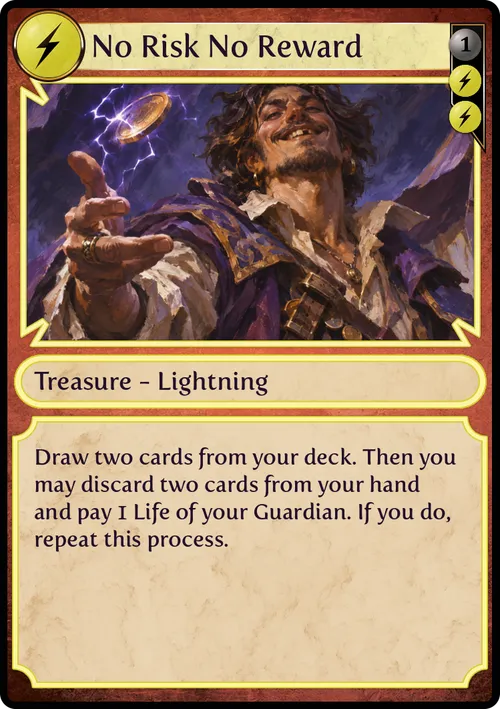 No Risk No Reward
1
Treasure - Lightning
Draw two cards from your deck. Then you
may discard two cards from your hand
and pay 1 Life of your Guardian. If you do,
repeat this process.